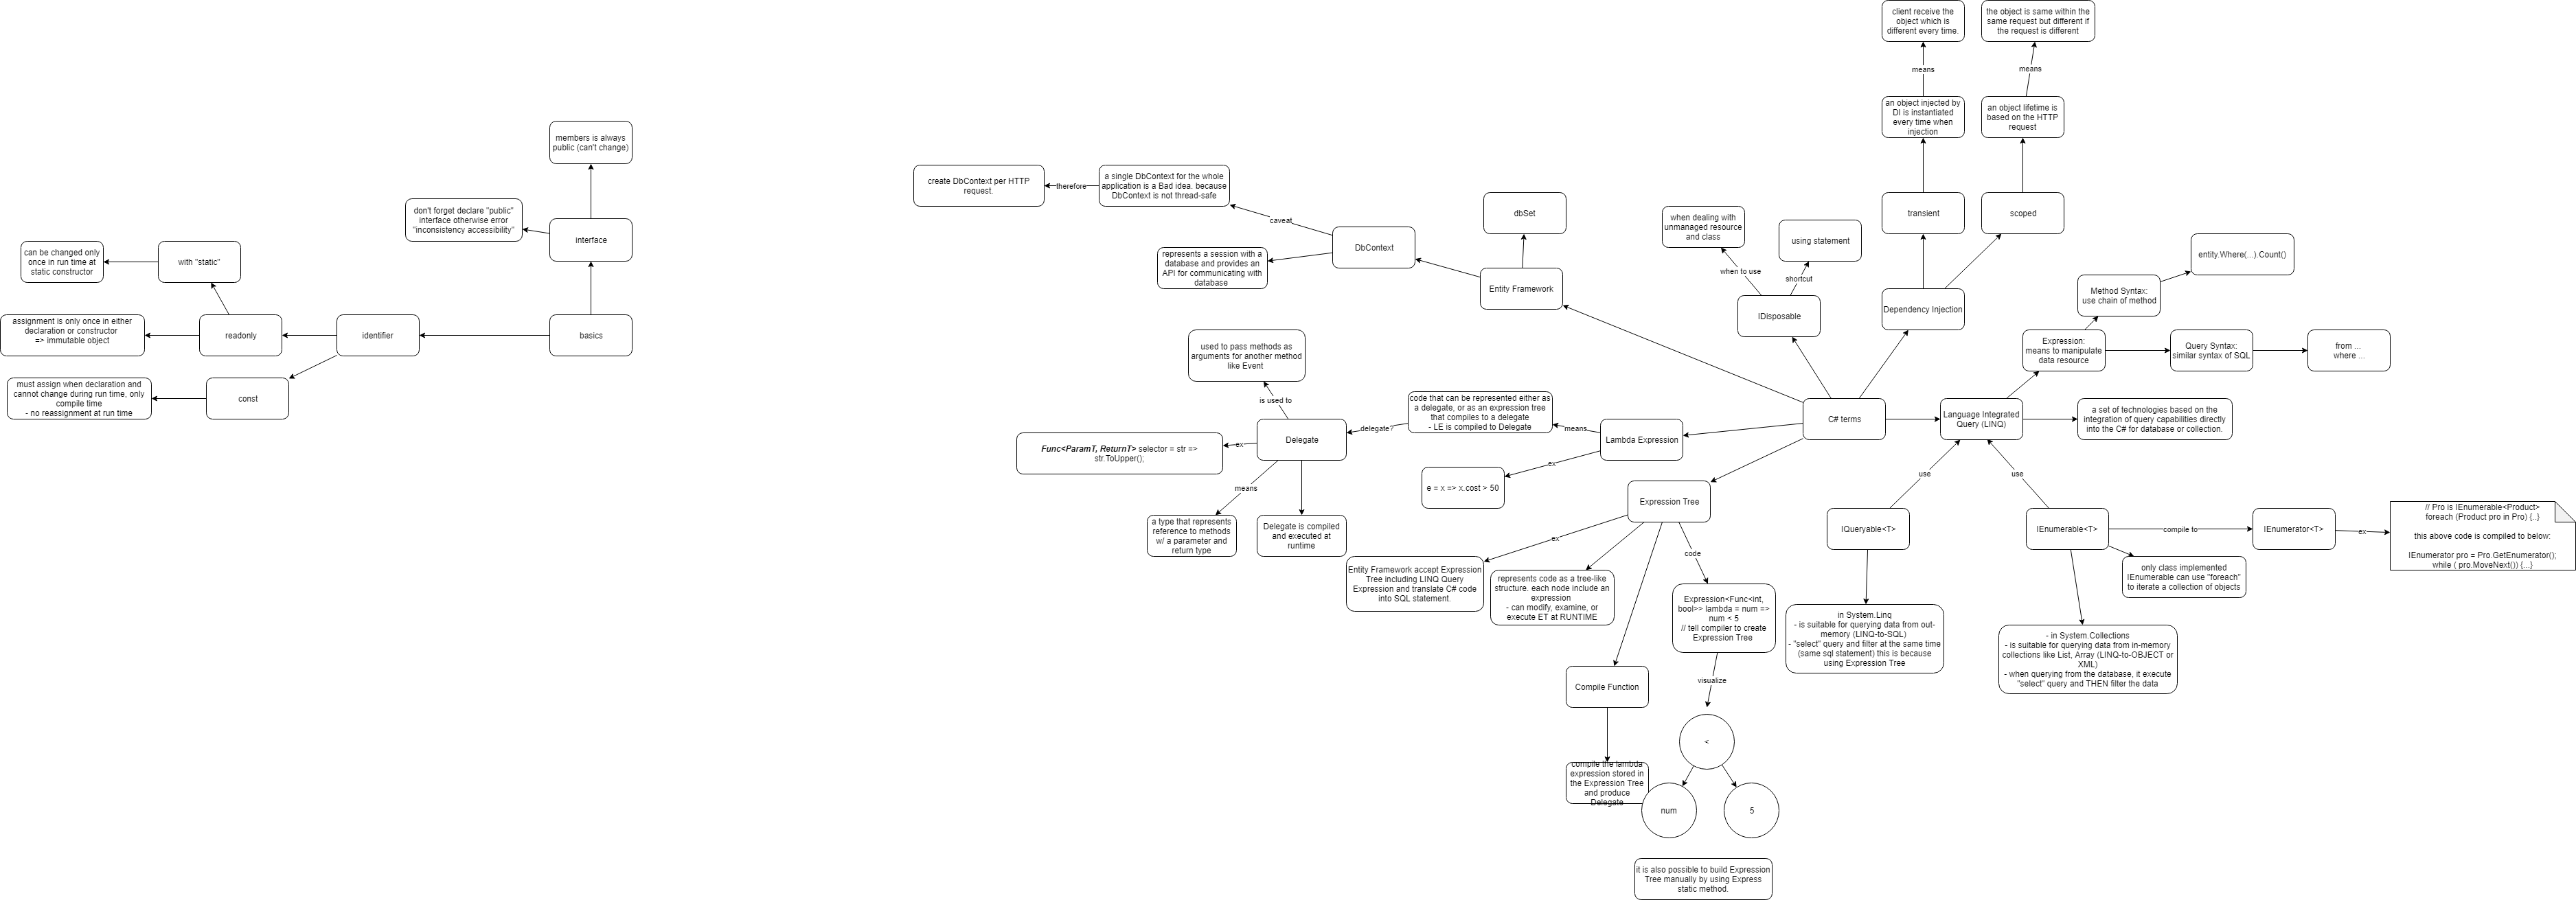 client receive the
object which is
different every time.
the object is same within the
same request but different if
the request is different
means
means
an object injected by
DI is instantiated
every time when
injection
an object lifetime is
based on the HTTP
request
members is always
public (can't change)
create DbContext per HTTP
request.
therefore
a single DbContext for the whole
application is a Bad idea. because
DbContext is not thread-safe
caveat
dbSet
transient
scoped
don't forget declare "public"
interface otherwise error
"inconsistency accessibility"
interface
when dealing with
unmanaged resource
and class
using statement
DbContext
represents a session with a
database and provides an
API for communicating with
database
entity.Where(...).Count()
can be changed only
once in run time at
static constructor
with "static"
when to use
shortcut
Entity Framework
Method Syntax:
use chain of method
IDisposable
Dependency Injection
assignment is only once in either
declaration or constructor
=> immutable object
readonly
identifier
basics
used to pass methods as
arguments for another method
like Event
Expression:
means to manipulate
data resource
Query Syntax:
similar syntax of SQL
from ...
where ...
must assign when declaration and
cannot change during run time, only
compile time
- no reassignment at run time
const
is used to
code that can be represented either as
a delegate, or as an expression tree
that compiles to a delegate
- LE is compiled to Delegate
C# terms
Language Integrated
Query (LINQ)
a set of technologies based on the
integration of query capabilities directly
into the C# for database or collection.
delegate?
means
Delegate
Lambda Expression
Func<ParamT, ReturnT> selector = str =>
str.ToUpper();
ex
ex
e = x => x.cost > 50
means
use
use
Expression Tree
a type that represents
reference to methods
w/ a parameter and
return type
Delegate is compiled
and executed at
runtime
IQueryable<T>
IEnumerable<T>
compile to
IEnumerator<T>
ex
// Pro is IEnumerable<Product>
foreach (Product pro in Pro) {..}
this above code is compiled to below:
IEnumerator pro = Pro.GetEnumerator();
while ( pro.MoveNext()) {...}
ex
code
Entity Framework accept Expression
Tree including LINQ Query
Expression and translate C# code
into SQL statement.
represents code as a tree-like
structure. each node include an
expression
- can modify, examine, or
execute ET at RUNTIME
Expression<Func<int,
bool>> lambda = num =>
num < 5
// tell compiler to create
Expression Tree
only class implemented
IEnumerable can use "foreach"
to iterate a collection of objects
in System.Linq
- is suitable for querying data from out-
memory (LINQ-to-SQL)
- "select" query and filter at the same time
(same sql statement) this is because
using Expression Tree
- in System.Collections
- is suitable for querying data from in-memory
collections like List, Array (LINQ-to-OBJECT or
XML)
- when querying from the database, it execute
"select" query and THEN filter the data
Compile Function
visualize
<
compile the lambda
expression stored in
the Expression Tree
and produce
Delegate
num
5
it is also possible to build Expression
Tree manually by using Express
static method.